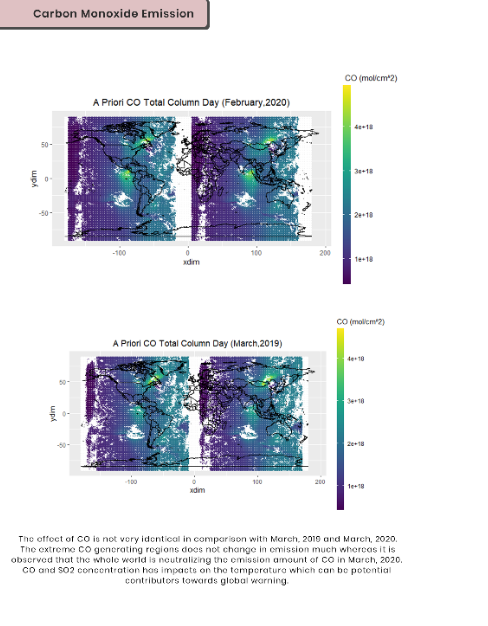 Carbon Monoxide Emission
CO (mol/cm^2)
A Priori CO Total Column Day (February,2020)
4e+18
50
3e+18
ydim
0
2e+18
-50
1e+18
-100
0
100
200
xdim
CO (mol/cm^2)
A Priori CO Total Column Day (March,2019)
4e+18
50
3e+18
ydim
0
2e+18
-50
1e+18
-100
0
100
200
xdim
The effect of CO is not very identical in comparison with March, 2019 and March, 2020.
The extreme CO generating regions does not change in emission much whereas it is
observed that the whole world is neutralizing the emission amount of CO in March, 2020.
CO and SO2 concentration has impacts on the temperature which can be potential
contributors towards global warning.